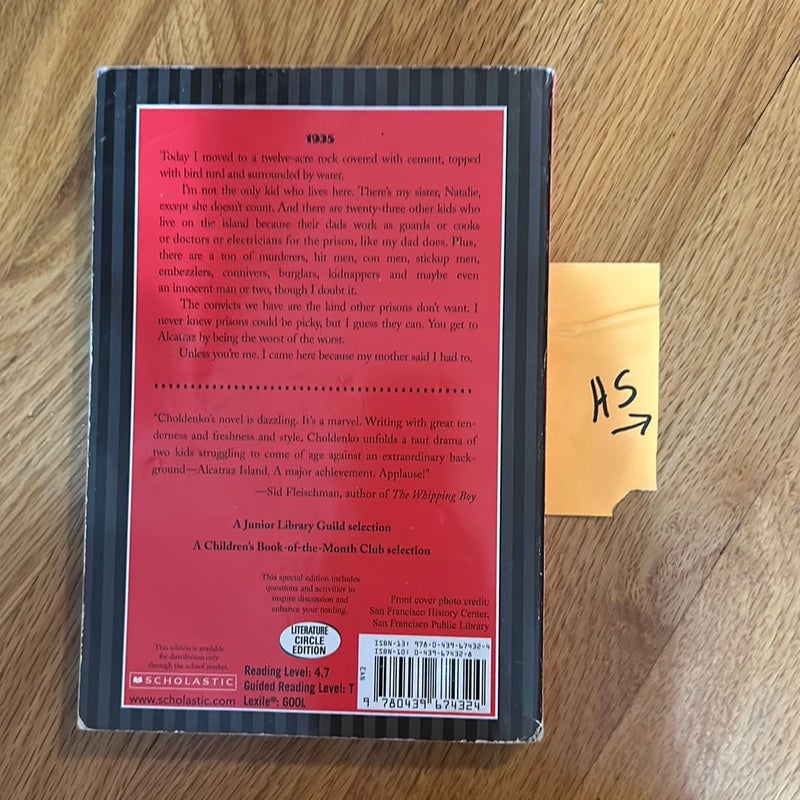 1935
Today I moved to a twelve-acre rock covered with cement, topped
with bird turd and surrounded by water.
I'm not the only kid who lives here. There's my sister, Natalie,
except she doesn't count. And there are twenty-three other kids who
live on the island because their dads work as guards or cooks
or doctors or electricians for the prison, like my dad does. Plus,
there are a ton of murderers, hit men, con men, stickup men,
embezzlers, connivers, burglars, kidnappers and maybe even
an innocent man or two, though I doubt it.
The convicts we have are the kind other prisons don't want. I
never knew prisons could be picky, but I guess they can. You get to
Alcatraz by being the worst of the worst.
Unless you're me. I came here because my mother said I had to.
"Choldenko's novel is dazzling. It's a marvel. Writing with great ten-
derness and freshness and style, Choldenko unfolds a taut drama of
two kids struggling to come of age against an extraordinary back-
ground—Alcatraz Island. A major achievement. Applause!"
—Sid Fleischman, author of The Whipping Boy
A Junior Library Guild selection
A Children's Book-of-the-Month Club selection
This special edition includes
questions and activities to
inspire discussion and
enhance your reading.
Front cover photo credit:
San Francisco History Center,
San Francisco Public Library
LITERATURE
CIRCLE
EDITION
This edition is available
for distribution only
through the school market.
SCHOLASTIC
www.scholastic.com
Reading Level: 4.7
Guided Reading Level: T
Lexile®: 600L
ISBN-13: 978-0-439-67432-4
ISBN-10: 0-439-67432-8
CAN
9 780439 674324
HS
→